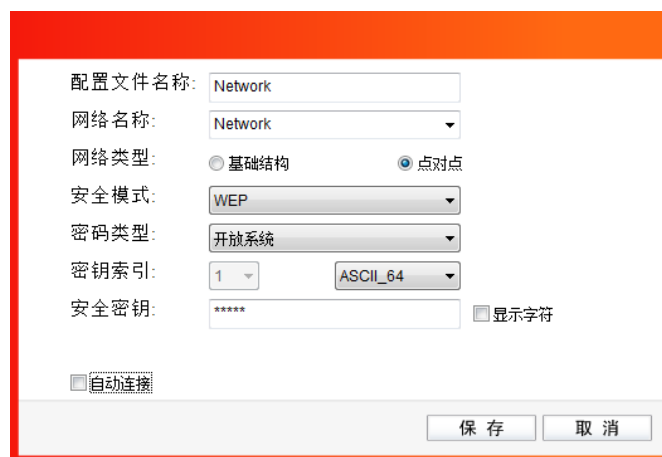 配置文件名称: Network
网络名称: Network
网络类型: 基础结构 点对点
安全模式: WEP
密码类型: 开放系统
密钥索引: 1 ASCII_64
安全密钥: ***** 显示字符
自动连接
保 存 取 消